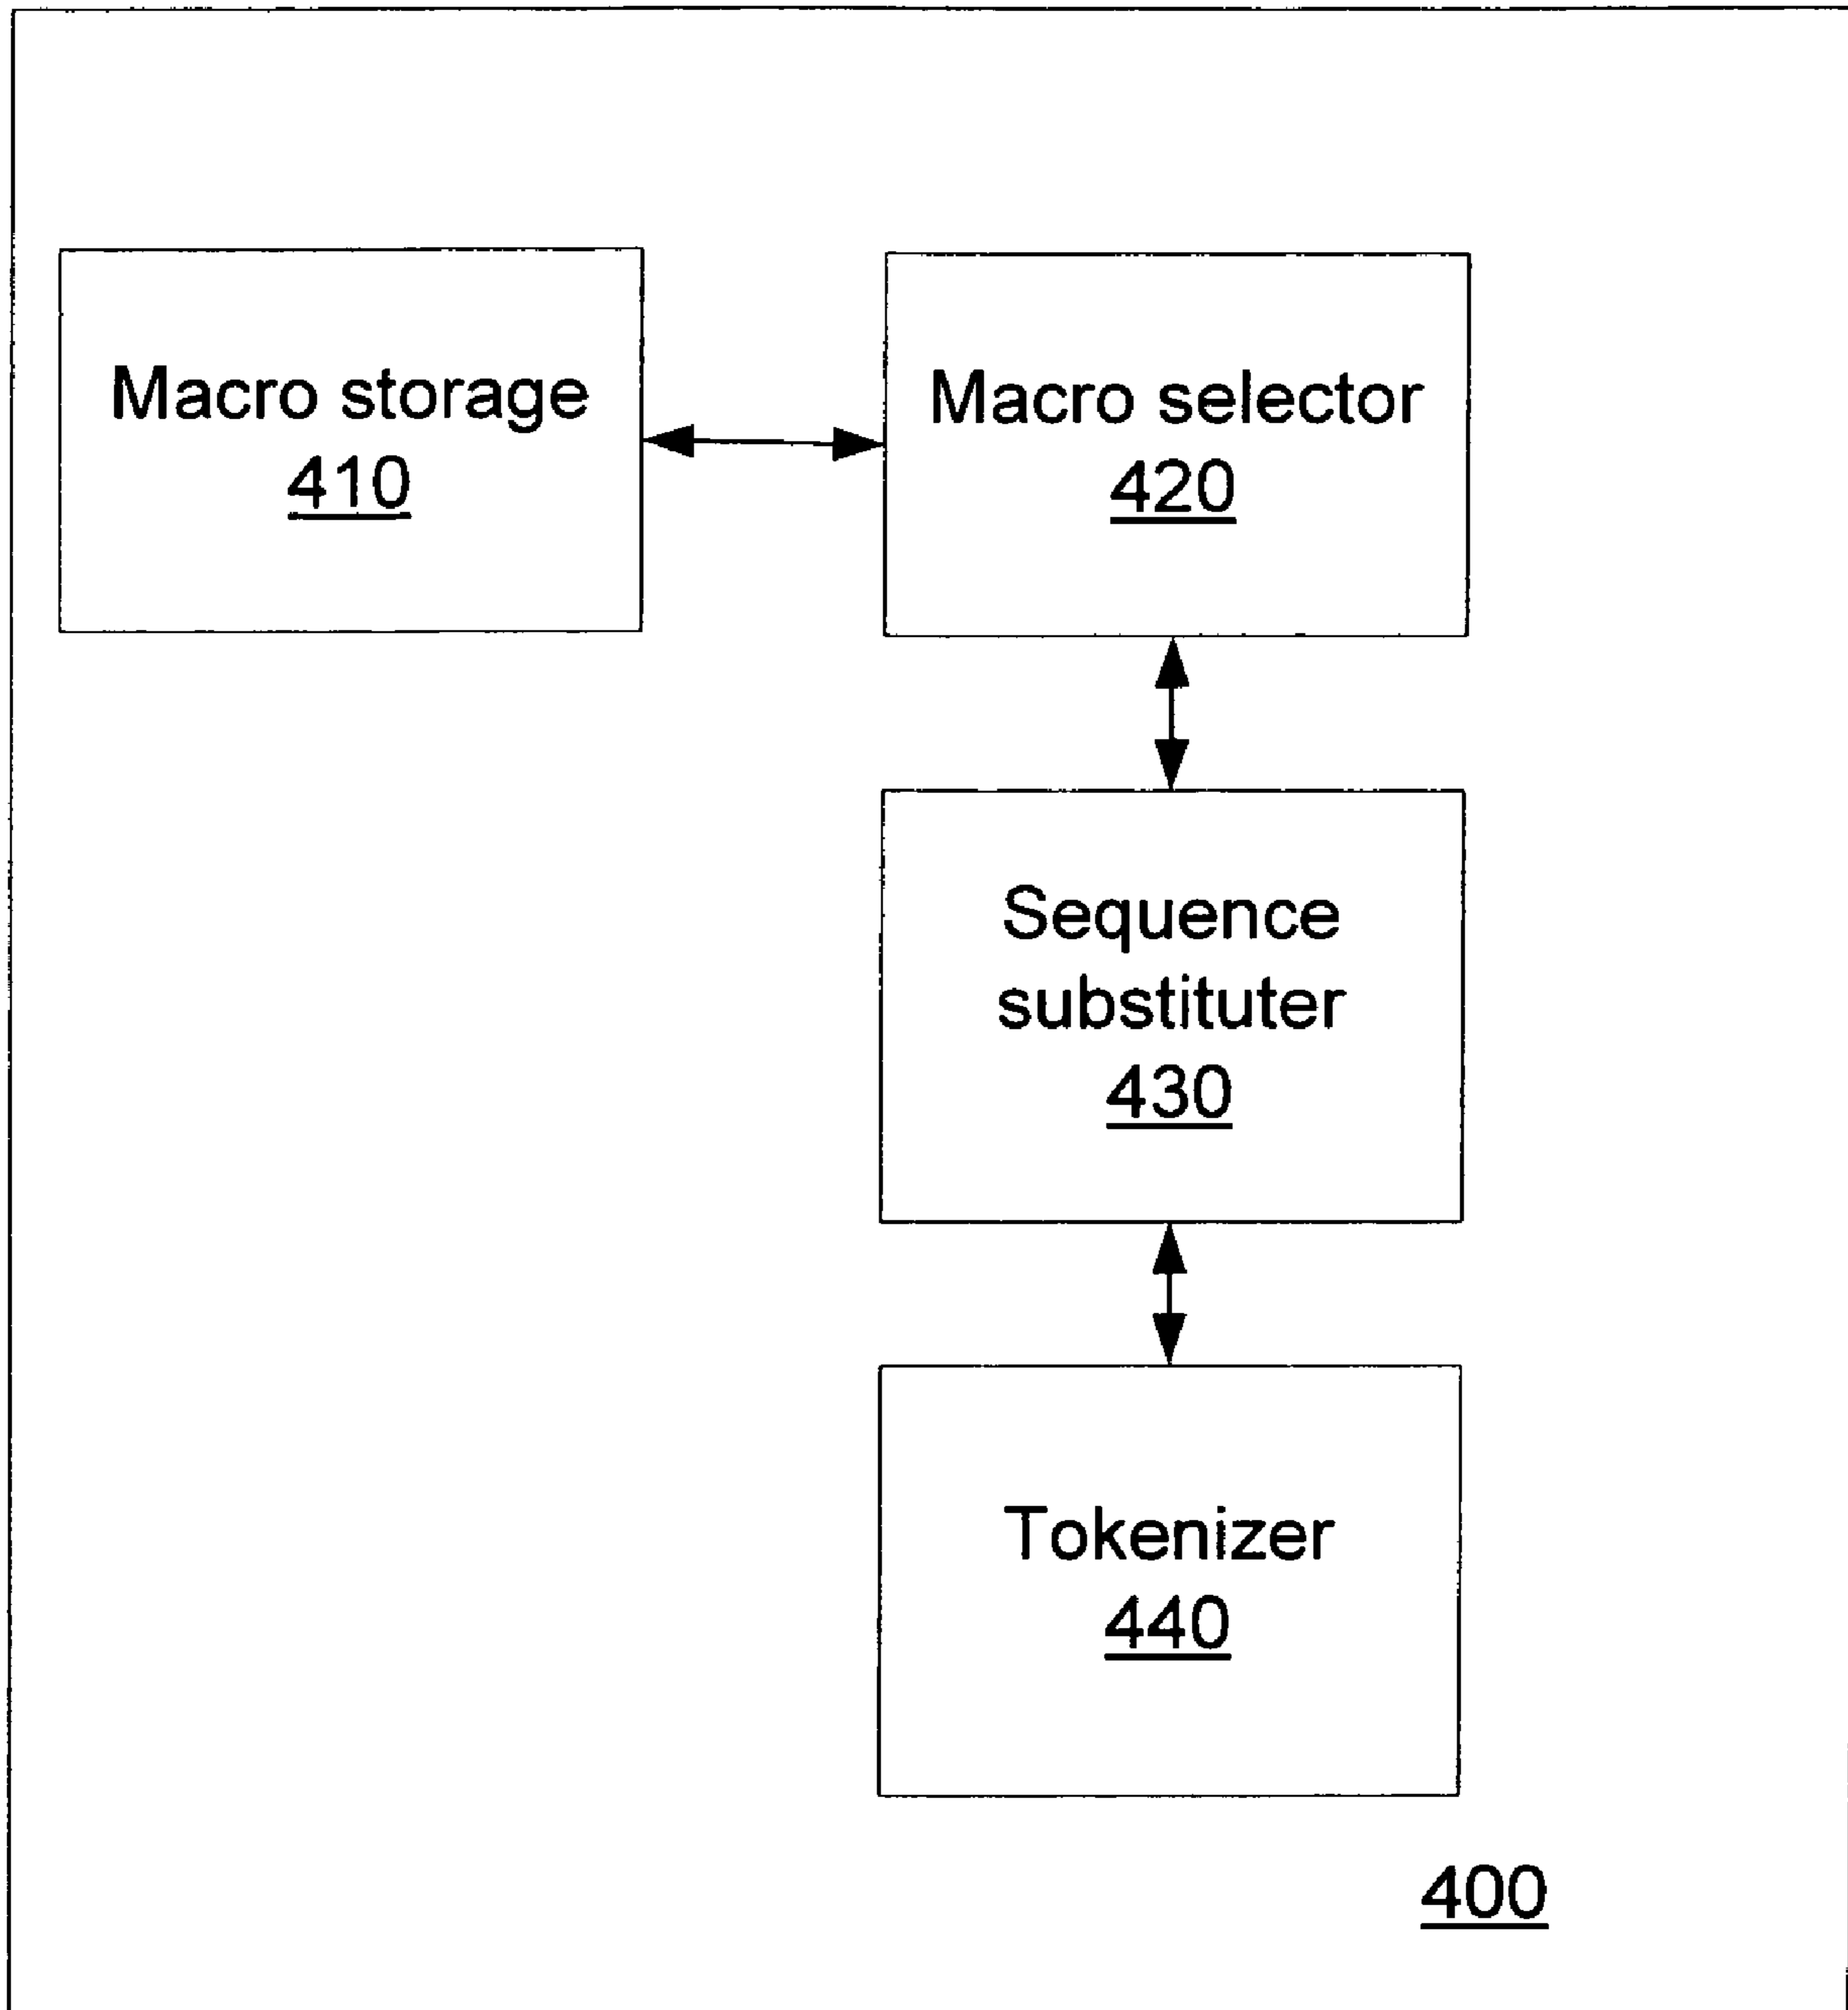 Macro storage
410
Macro selector
420
Sequence
substituter
430
Tokenizer
440
400